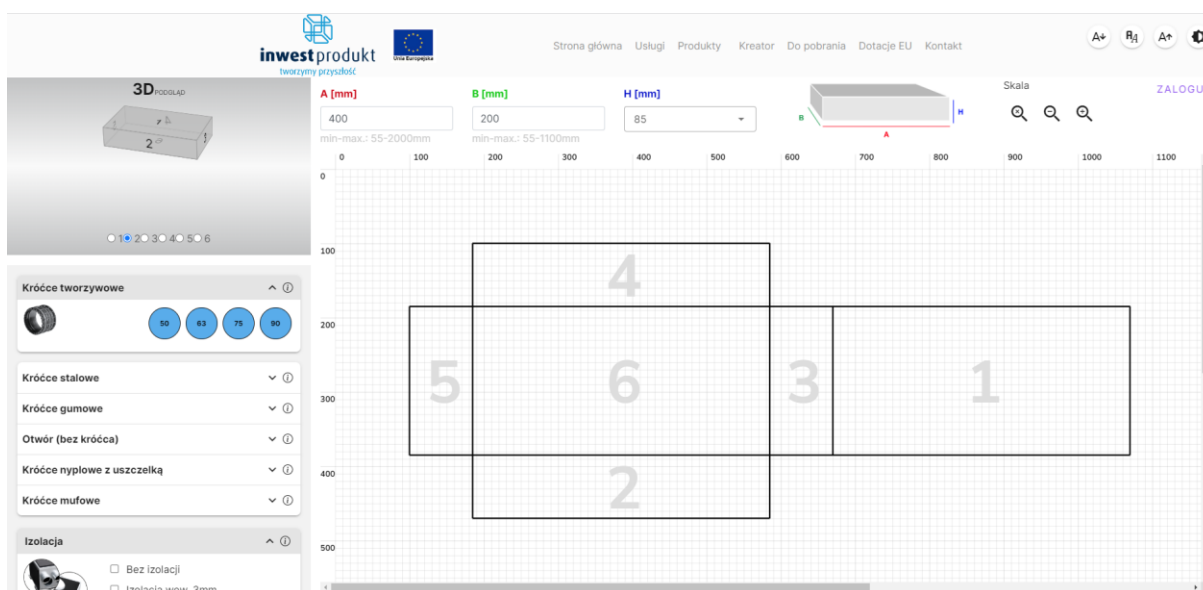 inwestprodukt
tworzymy przyszłość
Unia Europejska
Strona główna Usługi Produkty Kreator Do pobrania Dotacje EU Kontakt
A
A
ZALOGU
3D PODGLĄD
2
1 2 3 4 5 6
A [mm]
400
min-max.: 55-2000mm
B [mm]
200
min-max.: 55-1100mm
H [mm]
85
B
A
H
Skala
0 100 200 300 400 500 600 700 800 900 1000 1100
0
100
200
300
400
500
4
5 6 3 1
2
Króćce tworzywowe
50 63 75 90
Króćce stalowe
Króćce gumowe
Otwór (bez króćca)
Króćce nyplowe z uszczelką
Króćce mufowe
Izolacja
Bez izolacji
Izolacja wew. 3mm